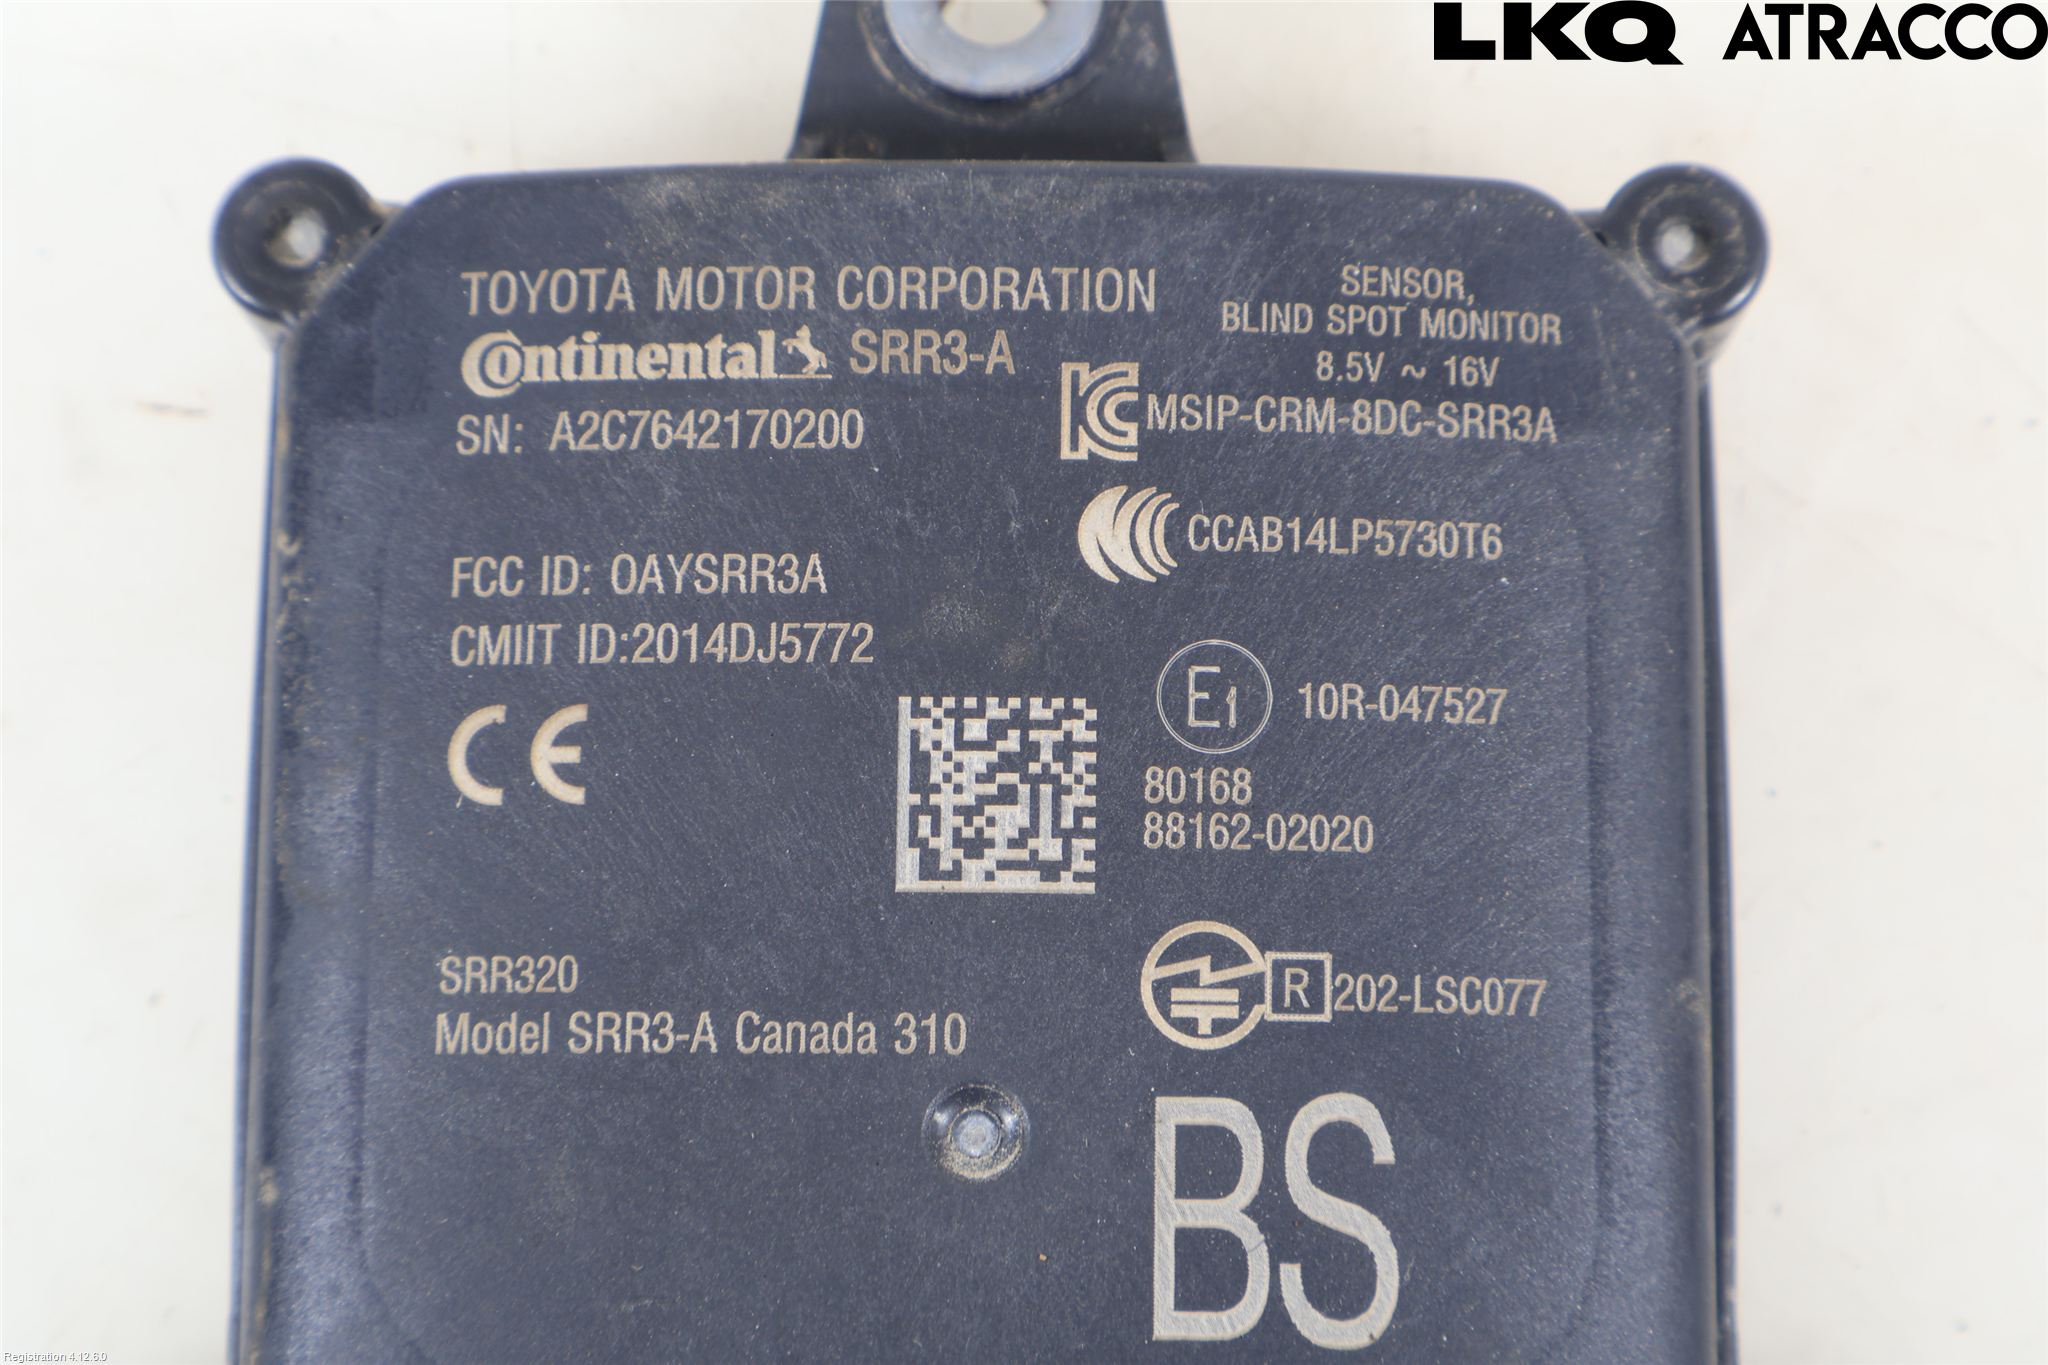 LKQ ATRACCO
TOYOTA MOTOR CORPORATION
Continental SRR3-A
SN: A2C7642170200
SENSOR,
BLIND SPOT MONITOR
8.5V ~ 16V
MSIP-CRM-8DC-SRR3A
CCAB14LP5730T6
FCC ID: OAYSRR3A
CMIIT ID:2014DJ5772
CE
E1 10R-047527
80168
88162-02020
SRR320
Model SRR3-A Canada 310
R 202-LSC077
BS
Registration 4.12.6.0